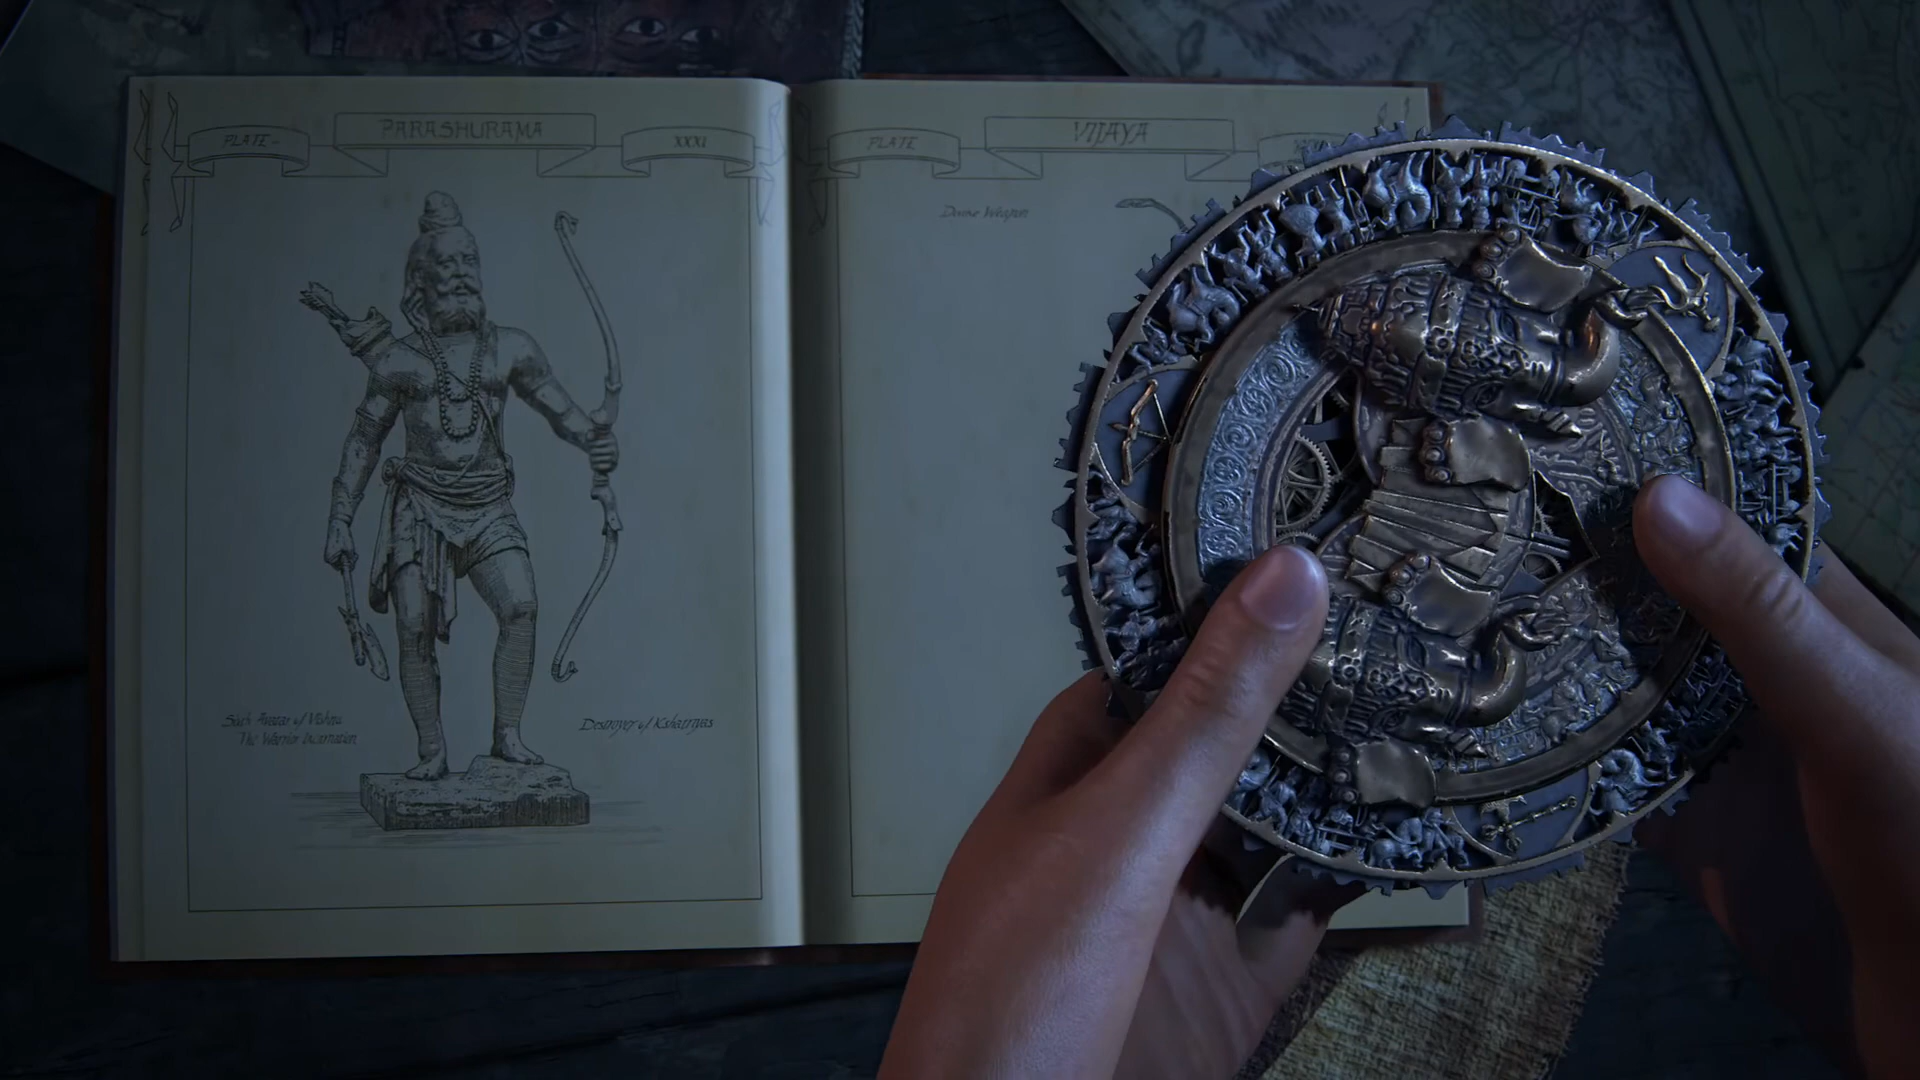 PLATE -
PARASHURAMA
XXXI
Sixth Avatar of Vishnu
The Warrior Incarnation
Destroyer of Kshatriyas
PLATE
VIJAYA
Divine Weapon